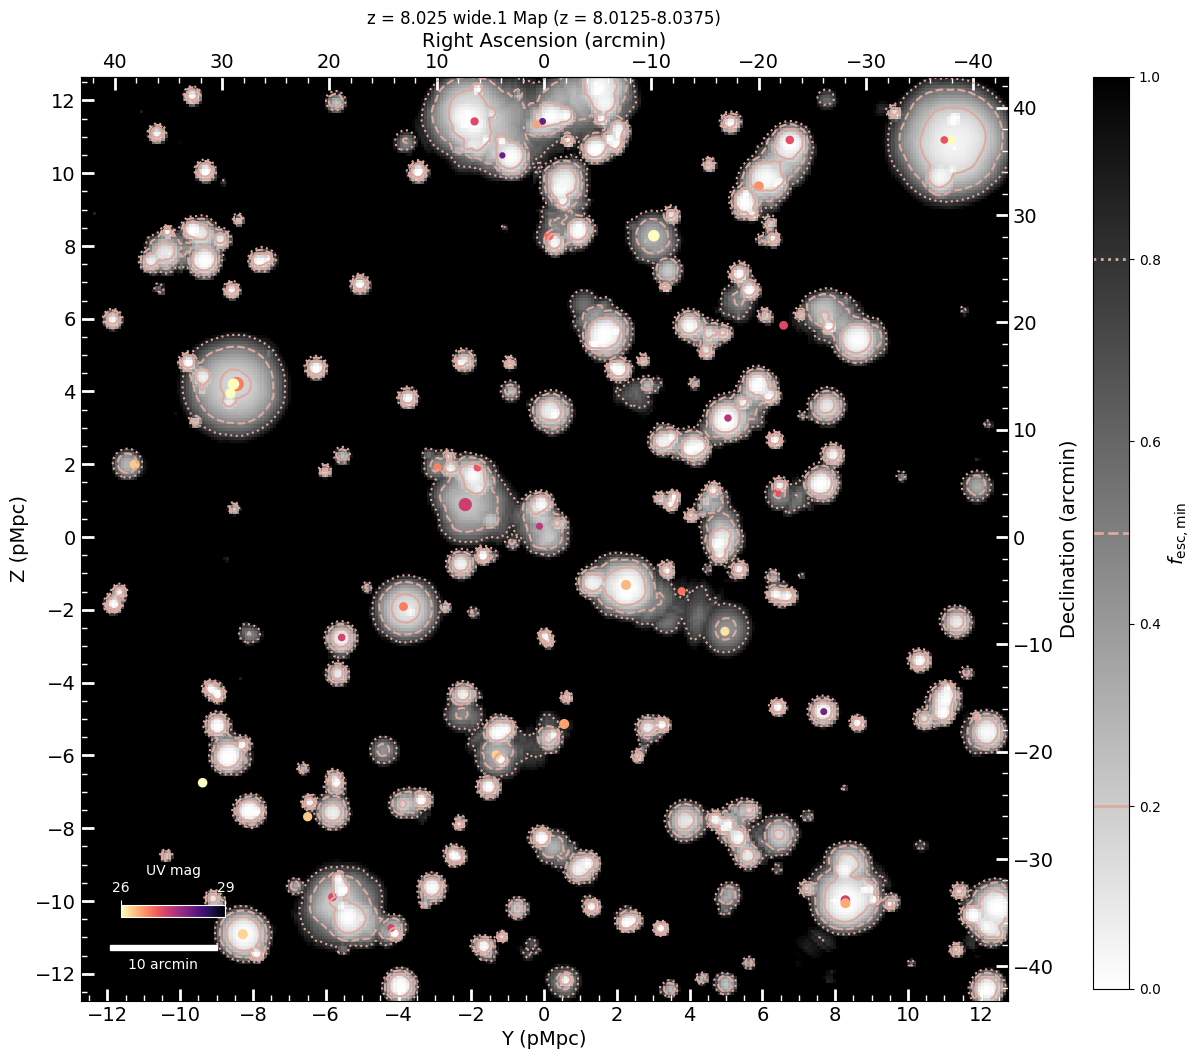 z = 8.025 wide.1 Map (z = 8.0125-8.0375)
Right Ascension (arcmin)
40 30 20 10 0 −10 −20 −30 −40
12 10 8 6 4 2 0 −2 −4 −6 −8 −10 −12
Z (pMpc)
40 30 20 10 0 −10 −20 −30 −40
Declination (arcmin)
1.0 0.8 0.6 0.4 0.2 0.0
fesc,min
UV mag
26 29
10 arcmin
−12 −10 −8 −6 −4 −2 0 2 4 6 8 10 12
Y (pMpc)